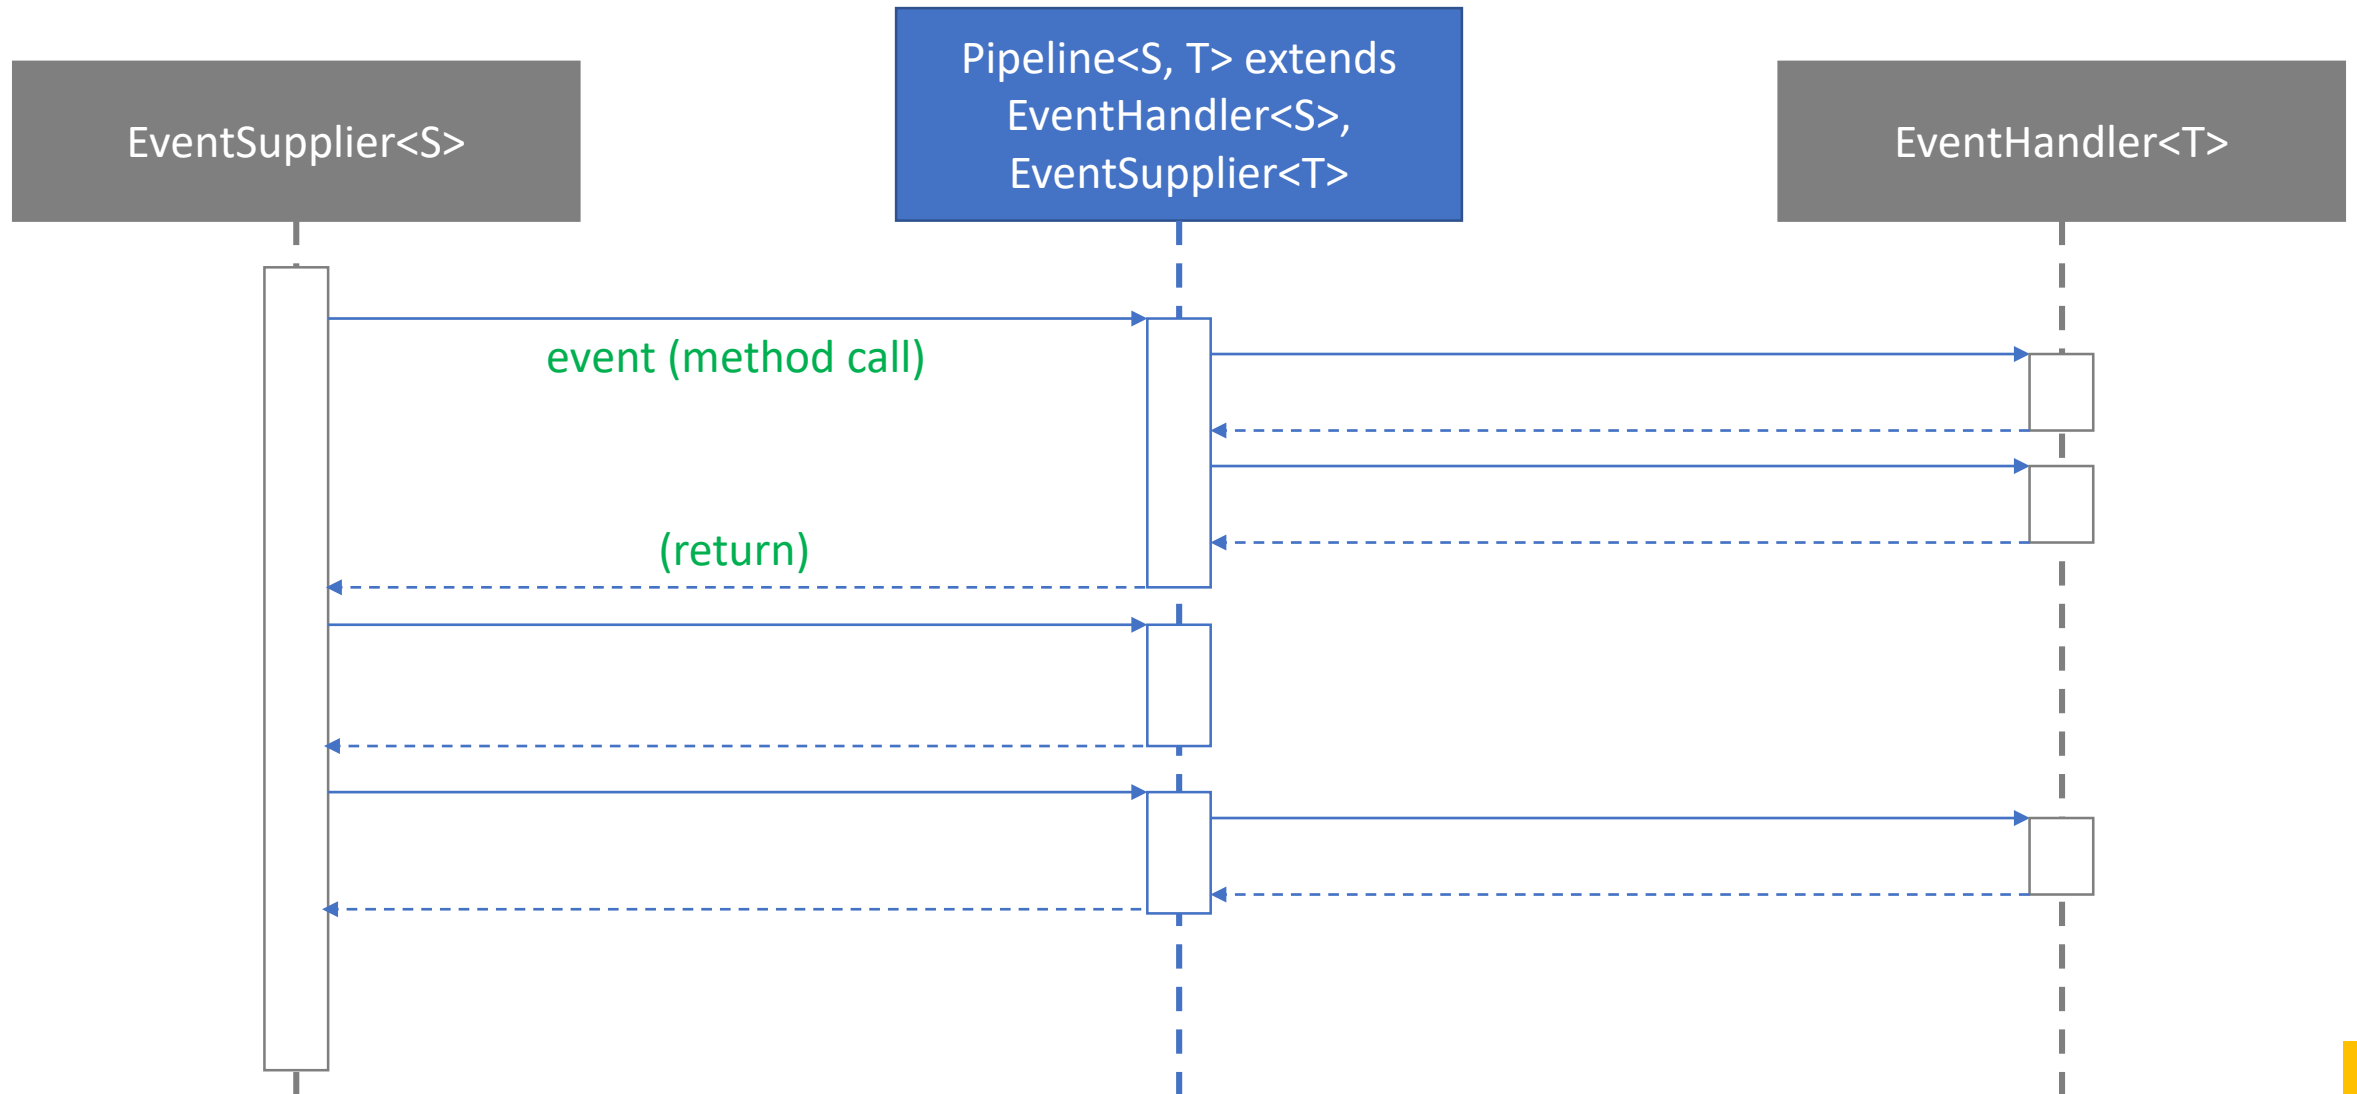 EventSupplier<S>
Pipeline<S, T> extends
EventHandler<S>,
EventSupplier<T>
EventHandler<T>
event (method call)
(return)